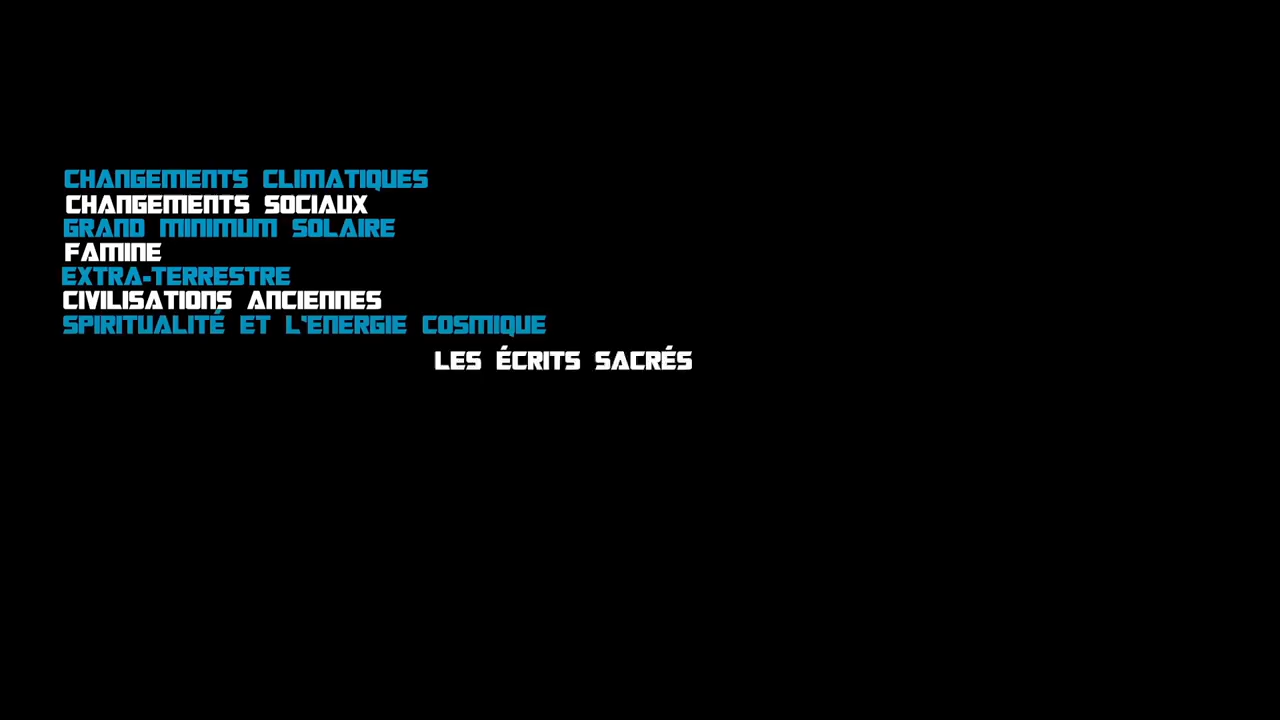 CHANGEMENTS CLIMATIQUES
CHANGEMENTS SOCIAUX
GRAND MINIMUM SOLAIRE
FAMINE
EXTRA-TERRESTRE
CIVILISATIONS ANCIENNES
SPIRITUALITÉ ET L'ENERGIE COSMIQUE
LES ÉCRITS SACRÉS